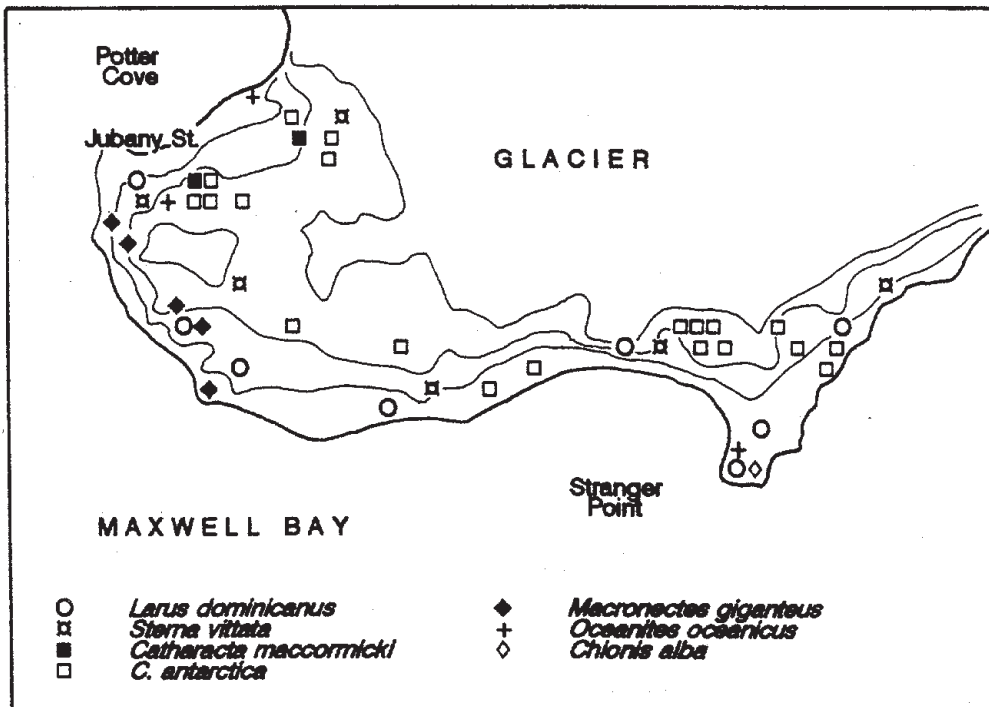 Potter
Cove
Jubany St.
GLACIER
Stranger
Point
MAXWELL BAY
Larus dominicanus
Sterna vittata
Catharacta maccormicki
C. antarctica
Macronectes giganteus
Oceanites oceanicus
Chionis alba